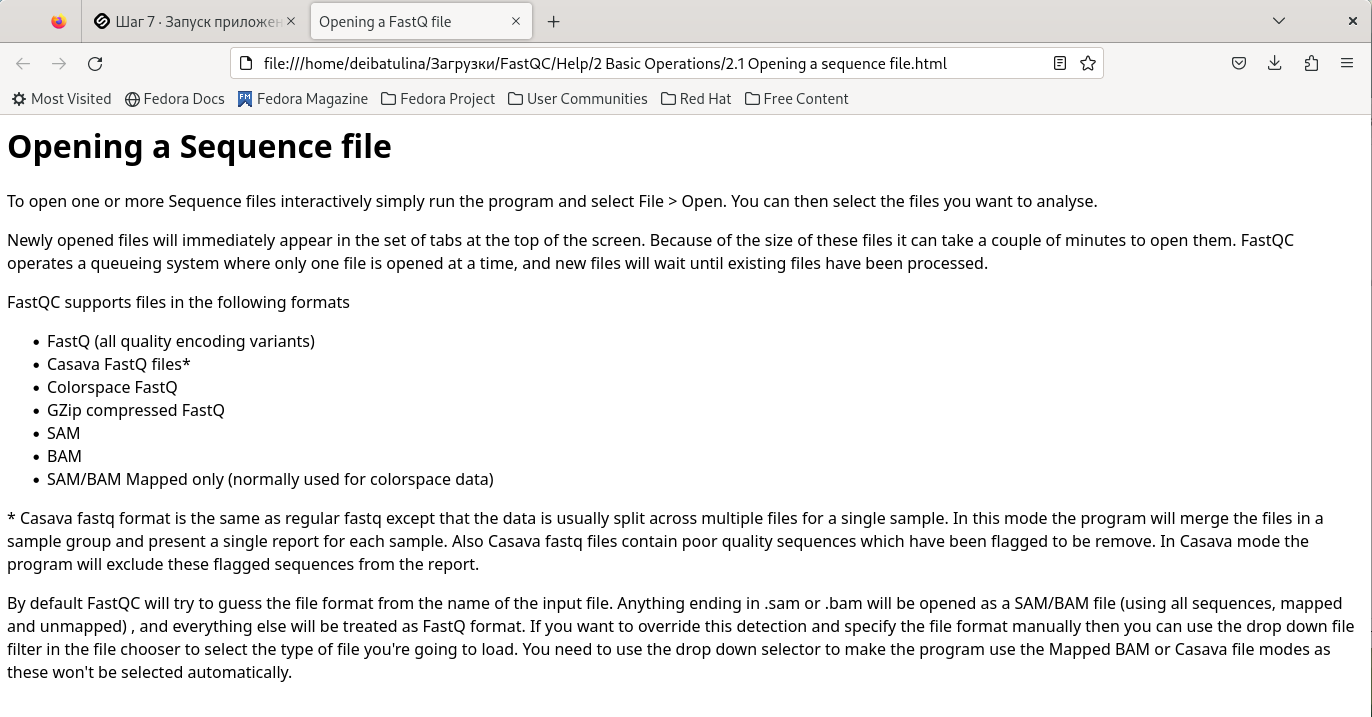 Шаг 7 · Запуск приложен
Opening a FastQ file
file:///home/deibatulina/Загрузки/FastQC/Help/2 Basic Operations/2.1 Opening a sequence file.html
Most Visited
Fedora Docs
FM Fedora Magazine
Fedora Project
User Communities
Red Hat
Free Content
Opening a Sequence file
To open one or more Sequence files interactively simply run the program and select File > Open. You can then select the files you want to analyse.
Newly opened files will immediately appear in the set of tabs at the top of the screen. Because of the size of these files it can take a couple of minutes to open them. FastQC
operates a queueing system where only one file is opened at a time, and new files will wait until existing files have been processed.
FastQC supports files in the following formats
• FastQ (all quality encoding variants)
• Casava FastQ files*
• Colorspace FastQ
• GZip compressed FastQ
• SAM
• BAM
• SAM/BAM Mapped only (normally used for colorspace data)
* Casava fastq format is the same as regular fastq except that the data is usually split across multiple files for a single sample. In this mode the program will merge the files in a
sample group and present a single report for each sample. Also Casava fastq files contain poor quality sequences which have been flagged to be remove. In Casava mode the
program will exclude these flagged sequences from the report.
By default FastQC will try to guess the file format from the name of the input file. Anything ending in .sam or .bam will be opened as a SAM/BAM file (using all sequences, mapped
and unmapped) , and everything else will be treated as FastQ format. If you want to override this detection and specify the file format manually then you can use the drop down file
filter in the file chooser to select the type of file you're going to load. You need to use the drop down selector to make the program use the Mapped BAM or Casava file modes as
these won't be selected automatically.